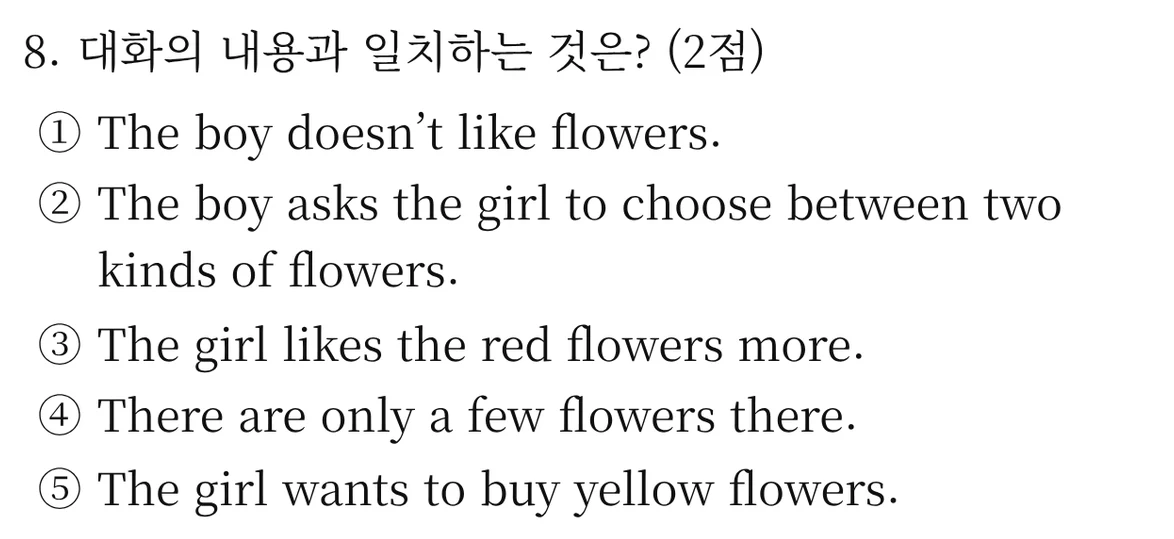 8. 대화의 내용과 일치하는 것은? (2점)
① The boy doesn’t like flowers.
② The boy asks the girl to choose between two
kinds of flowers.
③ The girl likes the red flowers more.
④ There are only a few flowers there.
⑤ The girl wants to buy yellow flowers.